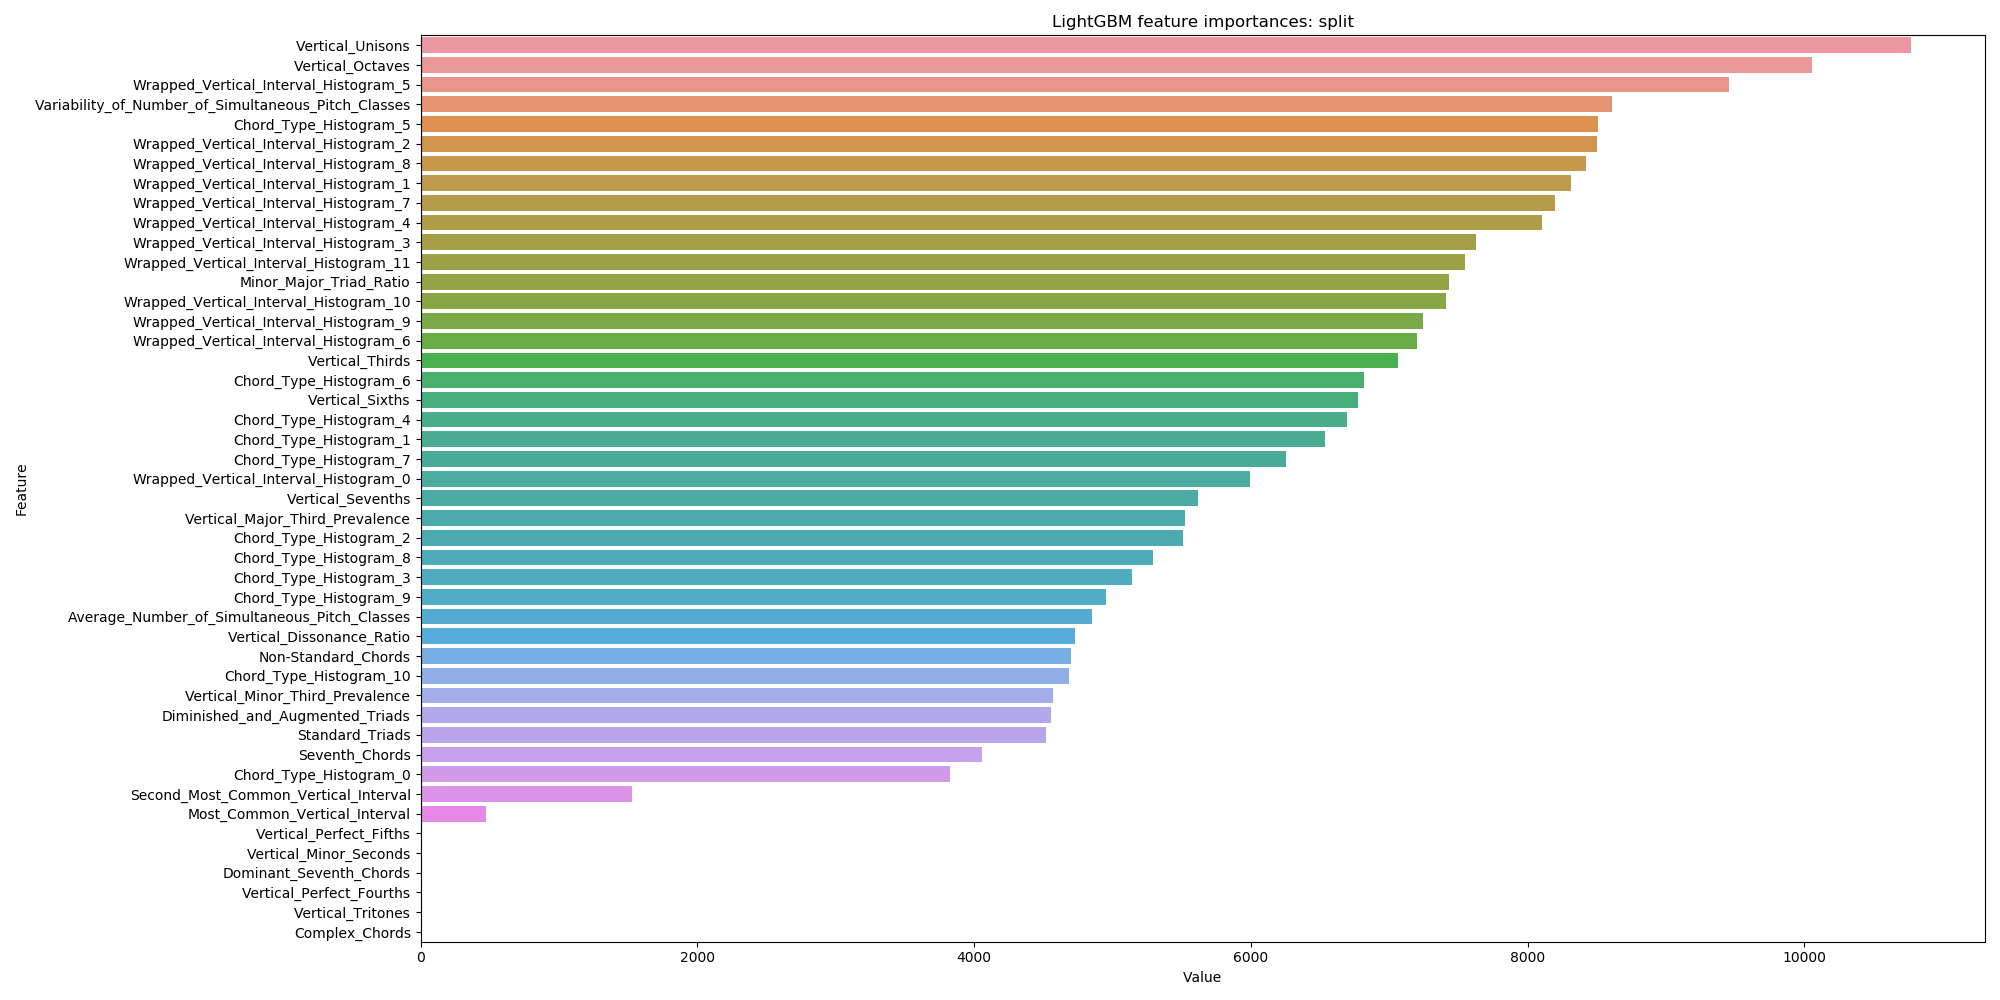 LightGBM feature importances: split
Vertical_Unisons
Vertical_Octaves
Wrapped_Vertical_Interval_Histogram_5
Variability_of_Number_of_Simultaneous_Pitch_Classes
Chord_Type_Histogram_5
Wrapped_Vertical_Interval_Histogram_2
Wrapped_Vertical_Interval_Histogram_8
Wrapped_Vertical_Interval_Histogram_1
Wrapped_Vertical_Interval_Histogram_7
Wrapped_Vertical_Interval_Histogram_4
Wrapped_Vertical_Interval_Histogram_3
Wrapped_Vertical_Interval_Histogram_11
Minor_Major_Triad_Ratio
Wrapped_Vertical_Interval_Histogram_10
Wrapped_Vertical_Interval_Histogram_9
Wrapped_Vertical_Interval_Histogram_6
Vertical_Thirds
Chord_Type_Histogram_6
Vertical_Sixths
Chord_Type_Histogram_4
Chord_Type_Histogram_1
Chord_Type_Histogram_7
Wrapped_Vertical_Interval_Histogram_0
Vertical_Sevenths
Vertical_Major_Third_Prevalence
Chord_Type_Histogram_2
Chord_Type_Histogram_8
Chord_Type_Histogram_3
Chord_Type_Histogram_9
Average_Number_of_Simultaneous_Pitch_Classes
Vertical_Dissonance_Ratio
Non-Standard_Chords
Chord_Type_Histogram_10
Vertical_Minor_Third_Prevalence
Diminished_and_Augmented_Triads
Standard_Triads
Seventh_Chords
Chord_Type_Histogram_0
Second_Most_Common_Vertical_Interval
Most_Common_Vertical_Interval
Vertical_Perfect_Fifths
Vertical_Minor_Seconds
Dominant_Seventh_Chords
Vertical_Perfect_Fourths
Vertical_Tritones
Complex_Chords
Feature
0 2000 4000 6000 8000 10000
Value